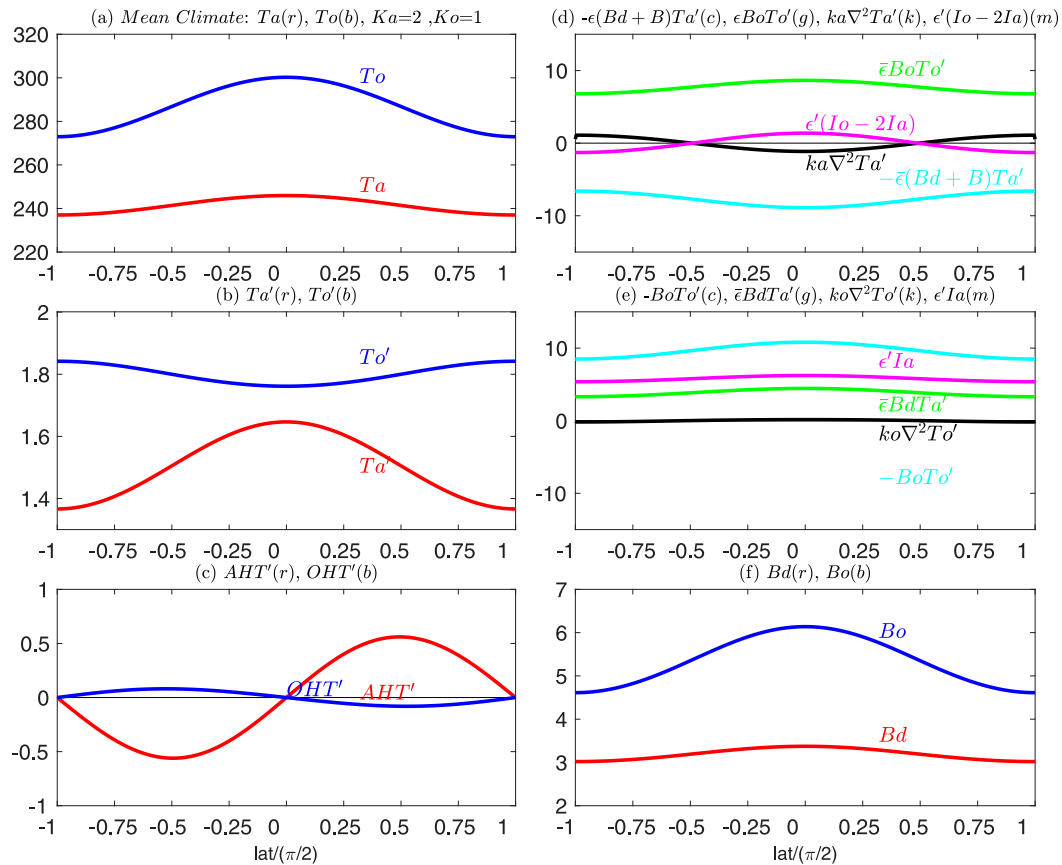 (a) Mean Climate: Ta(r), To(b), Ka=2 ,Ko=1
320
300
280
260
240
220
To
Ta
-1 -0.75 -0.5 -0.25 0 0.25 0.5 0.75 1
(b) Ta′(r), To′(b)
2
1.8
1.6
1.4
To′
Ta′
-1 -0.75 -0.5 -0.25 0 0.25 0.5 0.75 1
(c) AHT′(r), OHT′(b)
1
0.5
0
-0.5
-1
OHT′
AHT′
-1 -0.75 -0.5 -0.25 0 0.25 0.5 0.75 1
lat/(π/2)
(d) -ϵ(Bd + B)Ta′(c), ϵBoTo′(g), ka∇²Ta′(k), ϵ′(Io − 2Ia)(m)
10
0
-10
ϵ̄BoTo′
ϵ′(Io − 2Ia)
ka∇²Ta′
−ϵ̄(Bd + B)Ta′
-1 -0.75 -0.5 -0.25 0 0.25 0.5 0.75 1
(e) -BoTo′(c), ϵ̄BdTa′(g), ko∇²To′(k), ϵ′Ia(m)
10
0
-10
ϵ′Ia
ϵ̄BdTa′
ko∇²To′
−BoTo′
-1 -0.75 -0.5 -0.25 0 0.25 0.5 0.75 1
(f) Bd(r), Bo(b)
7
6
5
4
3
2
Bo
Bd
-1 -0.75 -0.5 -0.25 0 0.25 0.5 0.75 1
lat/(π/2)